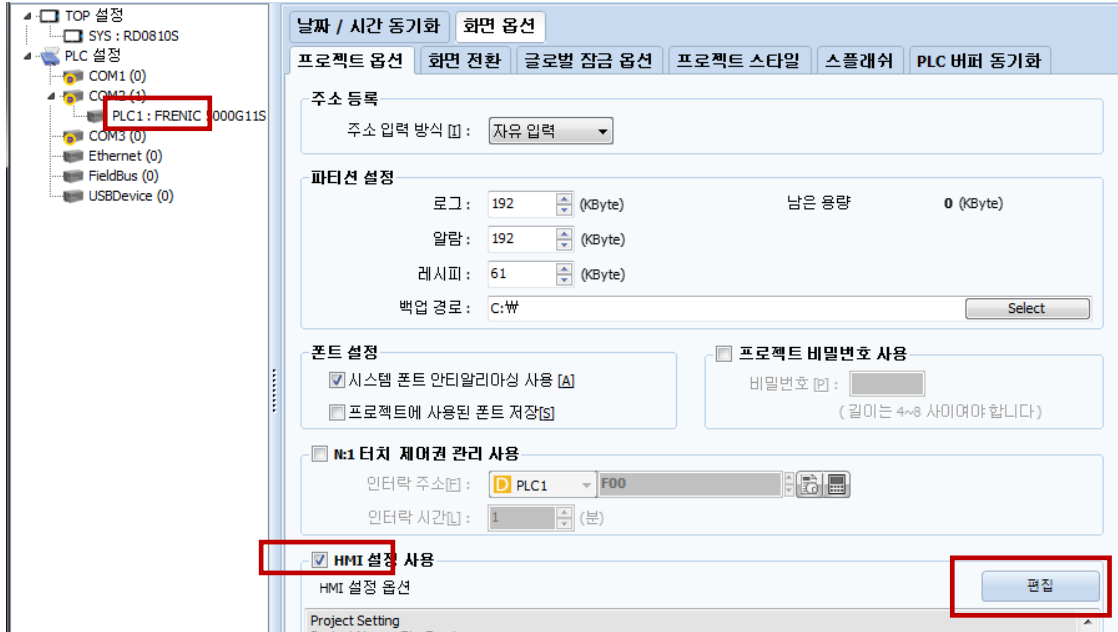 TOP 설정
SYS : RD0810S
PLC 설정
COM1 (0)
COM2 (1)
PLC1 : FRENIC 5000G11S
COM3 (0)
Ethernet (0)
FieldBus (0)
USBDevice (0)
날짜 / 시간 동기화 화면 옵션
프로젝트 옵션 화면 전환 글로벌 잠금 옵션 프로젝트 스타일 스플래쉬 PLC 버퍼 동기화
주소 등록
주소 입력 방식 [I] : 자유 입력
파티션 설정
로그 : 192 (KByte) 남은 용량 0 (KByte)
알람 : 192 (KByte)
레시피 : 61 (KByte)
백업 경로 : C:₩ Select
폰트 설정
시스템 폰트 안티알리아싱 사용 [A]
프로젝트에 사용된 폰트 저장[S]
프로젝트 비밀번호 사용
비밀번호 [P] :
( 길이는 4~8 사이여야 합니다 )
N:1 터치 제어권 관리 사용
인터락 주소[F] : D PLC1 F00
인터락 시간[L] : 1 (분)
HMI 설정 사용
HMI 설정 옵션 편집
Project Setting